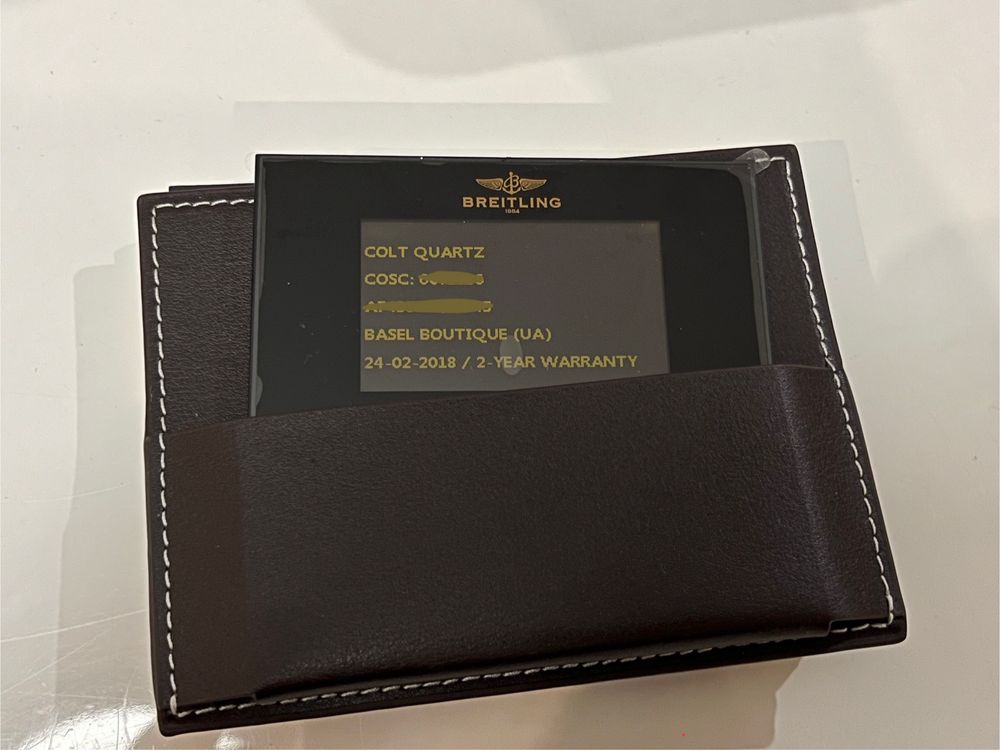 BREITLING
1884
COLT QUARTZ
COSC:
BASEL BOUTIQUE (UA)
24-02-2018 / 2-YEAR WARRANTY